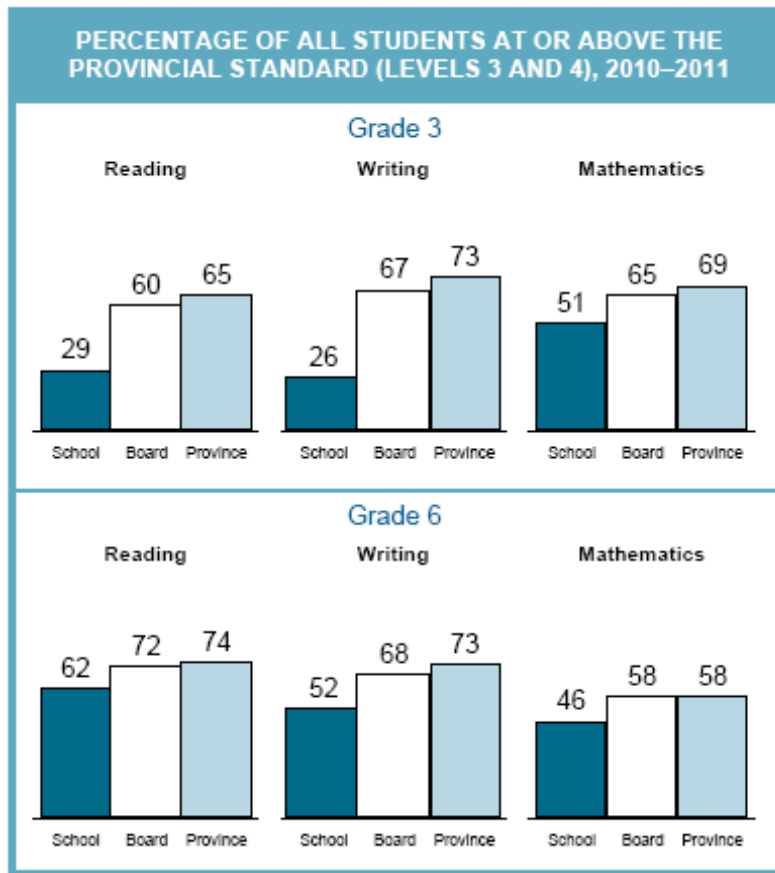 PERCENTAGE OF ALL STUDENTS AT OR ABOVE THE
PROVINCIAL STANDARD (LEVELS 3 AND 4), 2010–2011
Grade 3
Reading
29
60
65
School Board Province
Writing
26
67
73
School Board Province
Mathematics
51
65
69
School Board Province
Grade 6
Reading
62
72
74
School Board Province
Writing
52
68
73
School Board Province
Mathematics
46
58
58
School Board Province